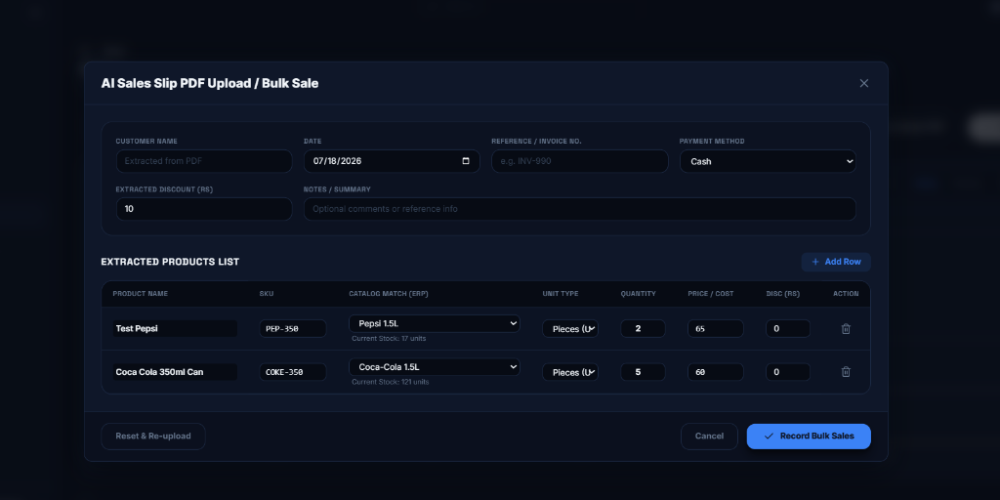 AI Sales Slip PDF Upload / Bulk Sale
CUSTOMER NAME DATE REFERENCE / INVOICE NO. PAYMENT METHOD
Extracted from PDF 07/18/2026 e.g. INV-990 Cash
EXTRACTED DISCOUNT (RS) NOTES / SUMMARY
10 Optional comments or reference info
EXTRACTED PRODUCTS LIST + Add Row
PRODUCT NAME SKU CATALOG MATCH (ERP) UNIT TYPE QUANTITY PRICE / COST DISC (RS) ACTION
Test Pepsi PEP-350 Pepsi 1.5L Pieces (U 2 65 0
Current Stock: 17 units
Coca Cola 350ml Can COKE-350 Coca-Cola 1.5L Pieces (U 5 60 0
Current Stock: 121 units
Reset & Re-upload Cancel Record Bulk Sales